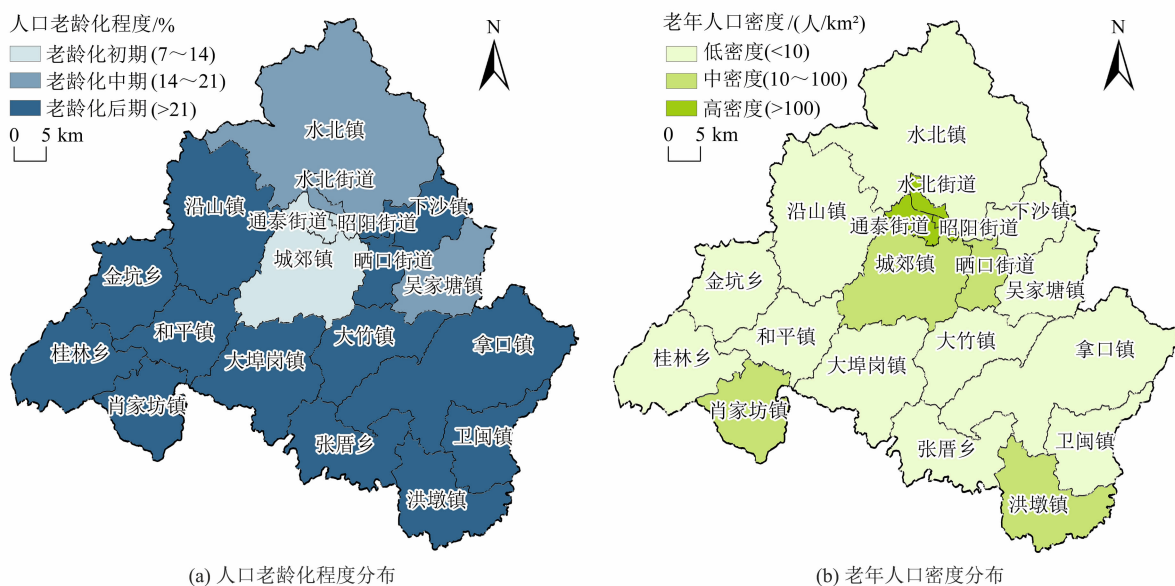 人口老龄化程度/%
老龄化初期(7～14)
老龄化中期(14～21)
老龄化后期(>21)
0 5 km
N
水北镇
水北街道
沿山镇
下沙镇
通泰街道
昭阳街道
城郊镇
晒口街道
金坑乡
吴家塘镇
和平镇
大竹镇
桂林乡
大埠岗镇
拿口镇
肖家坊镇
张厝乡
卫闽镇
洪墩镇
(a) 人口老龄化程度分布
老年人口密度/(人/km²)
低密度(<10)
中密度(10～100)
高密度(>100)
0 5 km
N
水北镇
水北街道
沿山镇
下沙镇
通泰街道
昭阳街道
城郊镇
晒口街道
金坑乡
吴家塘镇
和平镇
大竹镇
桂林乡
大埠岗镇
拿口镇
肖家坊镇
张厝乡
卫闽镇
洪墩镇
(b) 老年人口密度分布